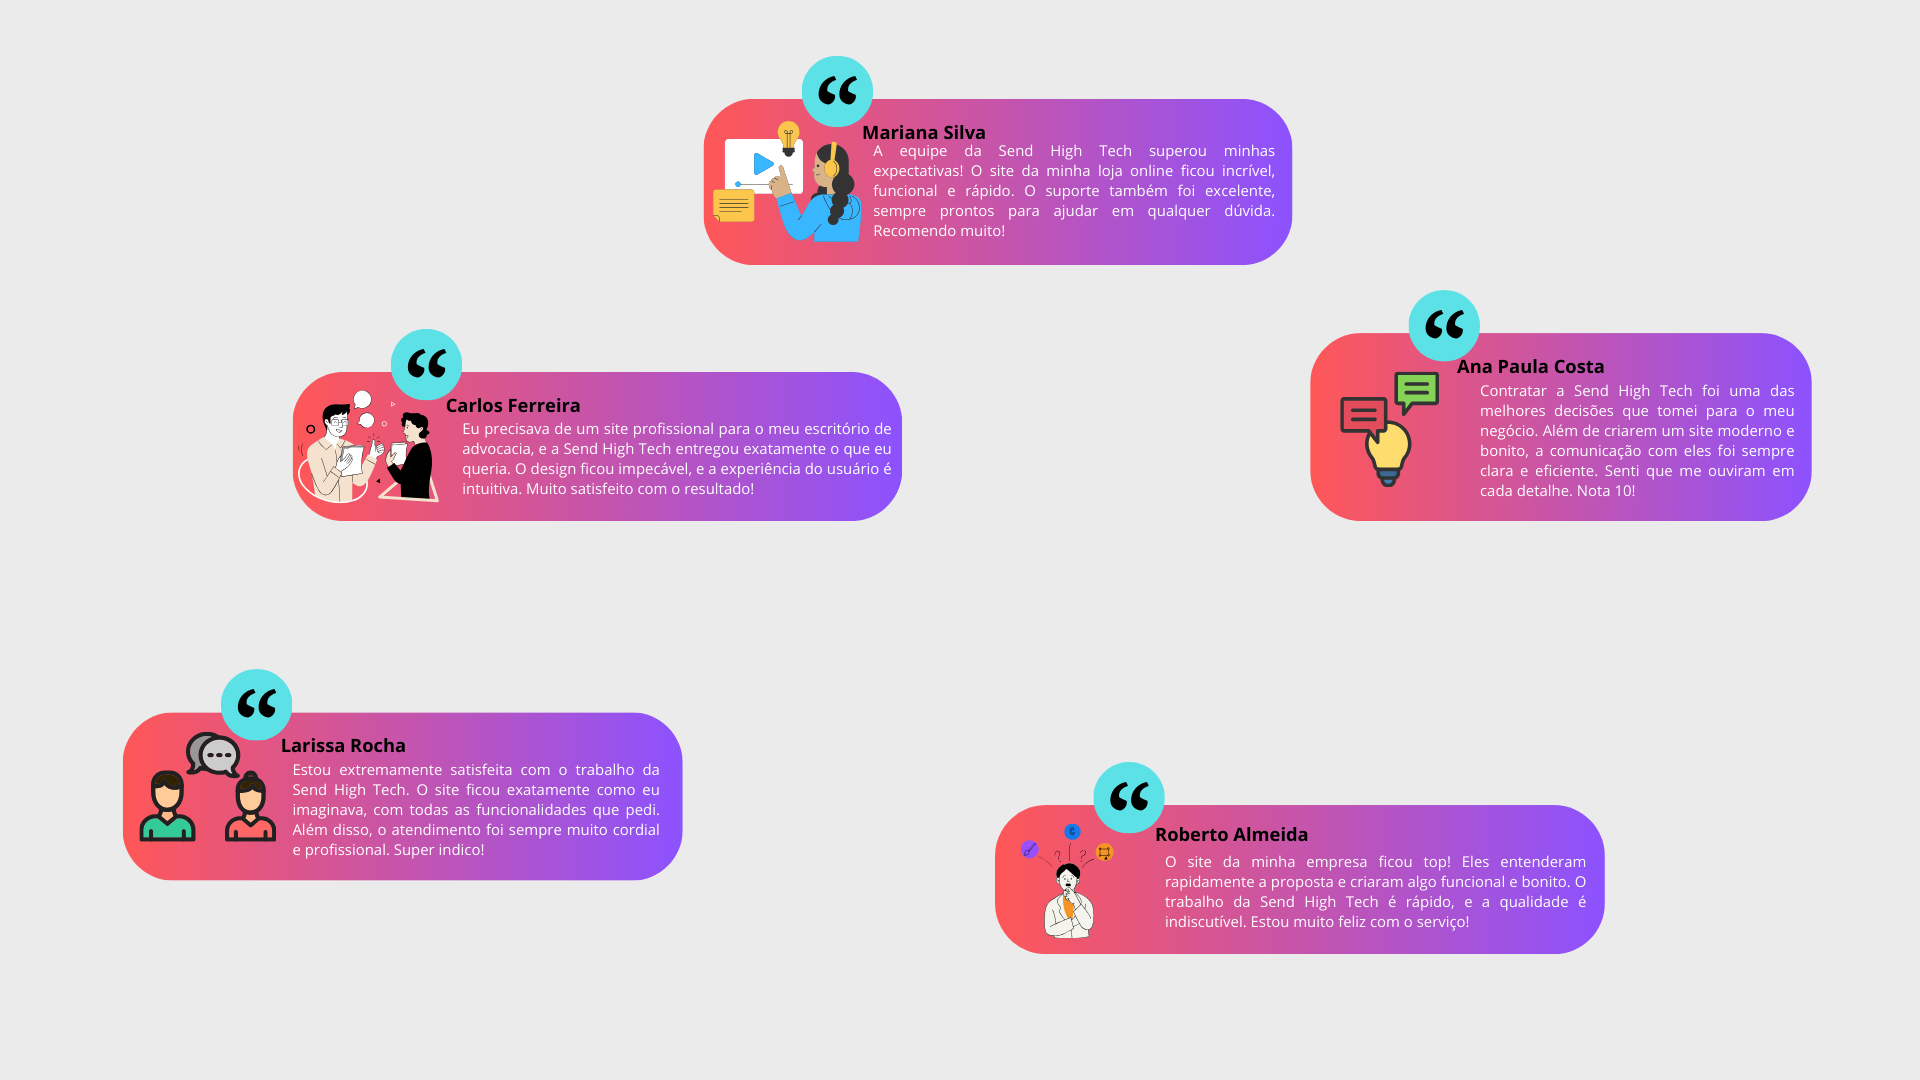 Mariana Silva
A equipe da Send High Tech superou minhas
expectativas! O site da minha loja online ficou incrível,
funcional e rápido. O suporte também foi excelente,
sempre prontos para ajudar em qualquer dúvida.
Recomendo muito!
Carlos Ferreira
Eu precisava de um site profissional para o meu escritório de
advocacia, e a Send High Tech entregou exatamente o que eu
queria. O design ficou impecável, e a experiência do usuário é
intuitiva. Muito satisfeito com o resultado!
Ana Paula Costa
Contratar a Send High Tech foi uma das
melhores decisões que tomei para o meu
negócio. Além de criarem um site moderno e
bonito, a comunicação com eles foi sempre
clara e eficiente. Senti que me ouviram em
cada detalhe. Nota 10!
Larissa Rocha
Estou extremamente satisfeita com o trabalho da
Send High Tech. O site ficou exatamente como eu
imaginava, com todas as funcionalidades que pedi.
Além disso, o atendimento foi sempre muito cordial
e profissional. Super indico!
Roberto Almeida
O site da minha empresa ficou top! Eles entenderam
rapidamente a proposta e criaram algo funcional e bonito. O
trabalho da Send High Tech é rápido, e a qualidade é
indiscutível. Estou muito feliz com o serviço!